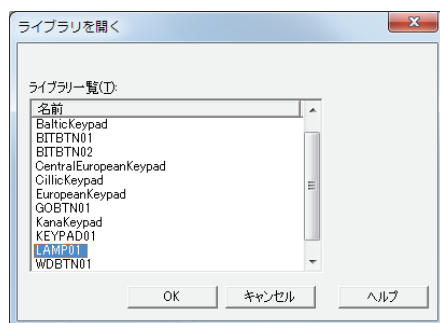 ライブラリを開く
ライブラリ一覧(T):
名前
BalticKeypad
BITBTN01
BITBTN02
CentralEuropeanKeypad
CillicKeypad
EuropeanKeypad
GOBTN01
KanaKeypad
KEYPAD01
LAMP01
WDBTN01
OK キャンセル ヘルプ